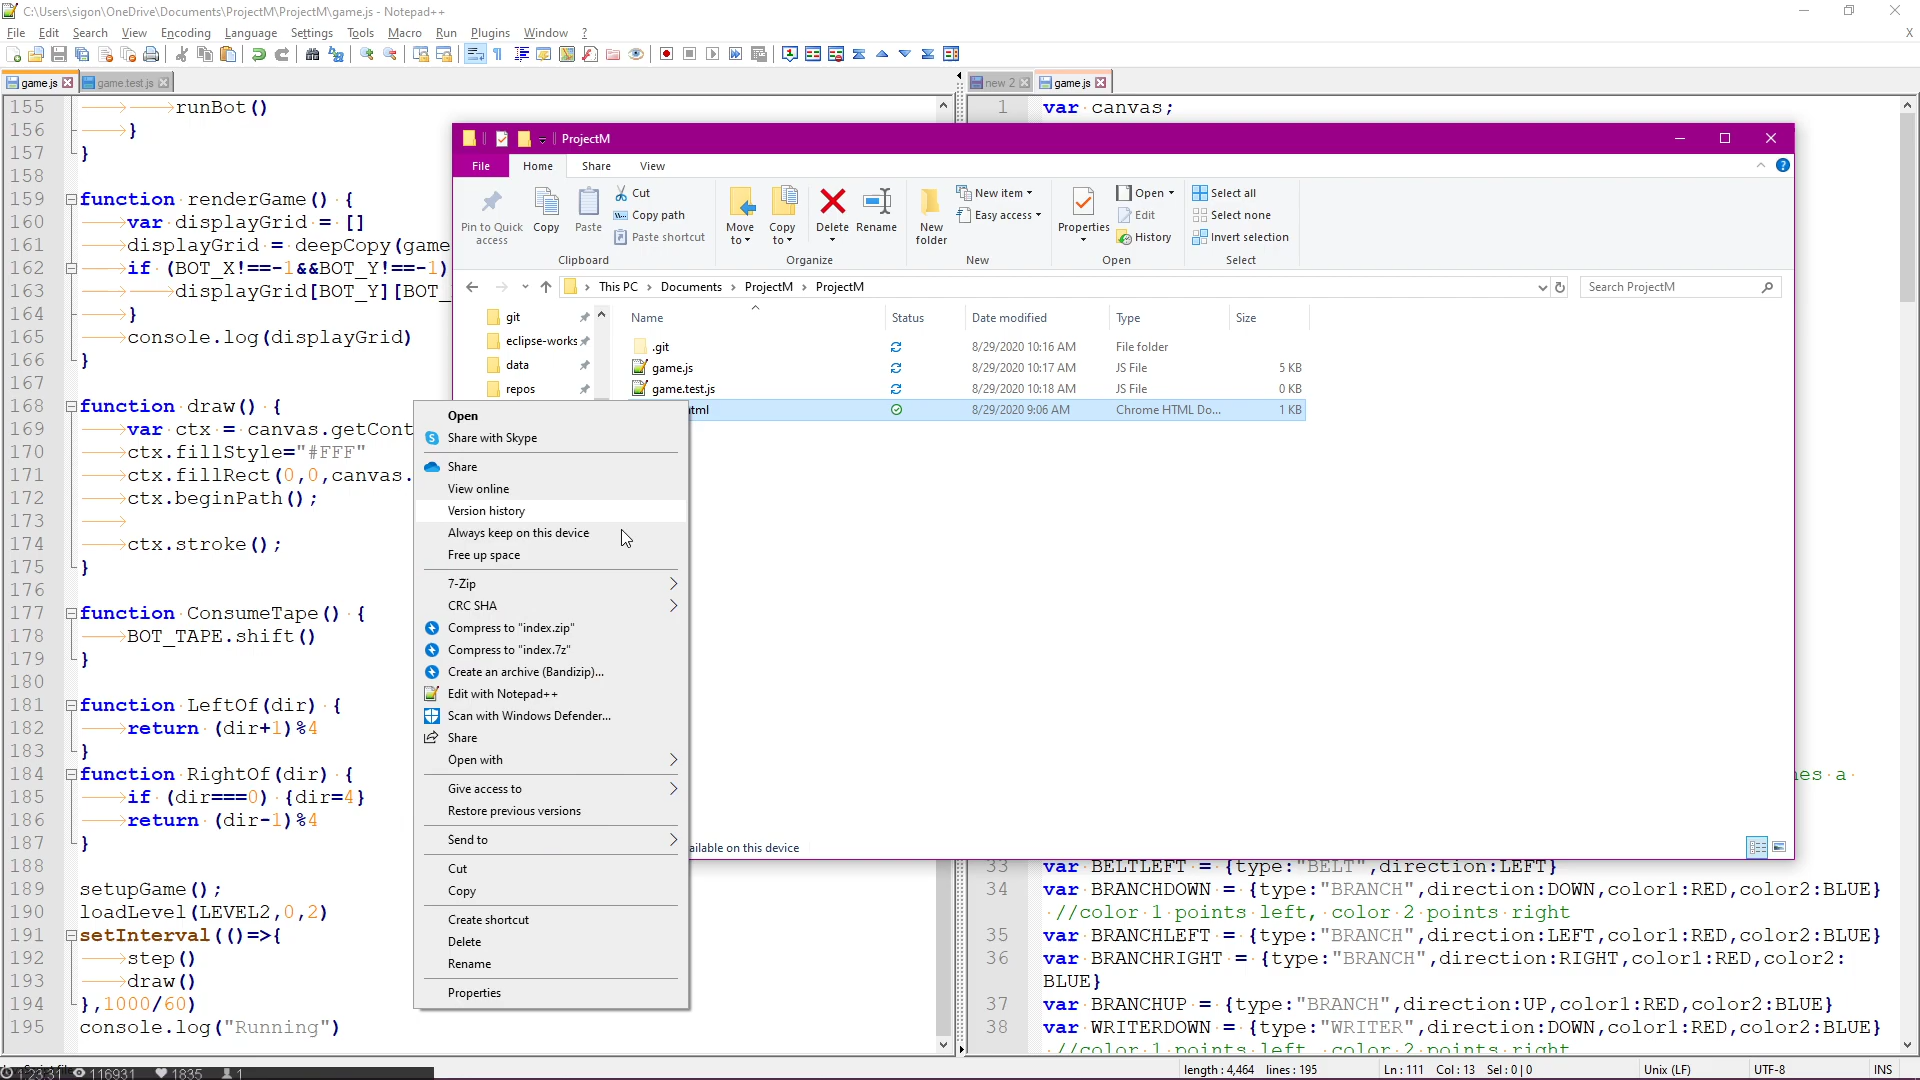 C:\Users\sigon\OneDrive\Documents\ProjectM\ProjectM\game.js - Notepad++
File Edit Search View Encoding Language Settings Tools Macro Run Plugins Window ? X
game.js game.test.js new 2 game.js
155 runBot()
156 }
157 }
158
159 function renderGame() {
160 var displayGrid = []
161 displayGrid = deepCopy(game
162 if (BOT_X!==-1&&BOT_Y!==-1)
163 displayGrid[BOT_Y][BOT_
164 }
165 console.log(displayGrid)
166 }
167
168 function draw() {
169 var ctx = canvas.getCont
170 ctx.fillStyle="#FFF"
171 ctx.fillRect(0,0,canvas.
172 ctx.beginPath();
173
174 ctx.stroke();
175 }
176
177 function ConsumeTape() {
178 BOT_TAPE.shift()
179 }
180
181 function LeftOf(dir) {
182 return (dir+1)%4
183 }
184 function RightOf(dir) {
185 if (dir===0) {dir=4}
186 return (dir-1)%4
187 }
188
189 setupGame();
190 loadLevel(LEVEL2,0,2)
191 setInterval(()=>{
192 step()
193 draw()
194 },1000/60)
195 console.log("Running")
1 var canvas;
ProjectM
File Home Share View
Pin to Quick access
Copy
Paste
Cut
Copy path
Paste shortcut
Clipboard
Move to
Copy to
Delete
Rename
Organize
New folder
New item
Easy access
New
Properties
Open
Edit
History
Open
Select all
Select none
Invert selection
Select
This PC > Documents > ProjectM > ProjectM
Search ProjectM
git
eclipse-works
data
repos
Name Status Date modified Type Size
.git 8/29/2020 10:16 AM File folder
game.js 8/29/2020 10:17 AM JS File 5 KB
game.test.js 8/29/2020 10:18 AM JS File 0 KB
tml 8/29/2020 9:06 AM Chrome HTML Do... 1 KB
Open
Share with Skype
Share
View online
Version history
Always keep on this device
Free up space
7-Zip
CRC SHA
Compress to "index.zip"
Compress to "index.7z"
Create an archive (Bandizip)...
Edit with Notepad++
Scan with Windows Defender...
Share
Open with
Give access to
Restore previous versions
Send to
Cut
Copy
Create shortcut
Delete
Rename
Properties
ailable on this device
es a
33 var BELTLEFT = {type:"BELT",direction:LEFT}
34 var BRANCHDOWN = {type:"BRANCH",direction:DOWN,color1:RED,color2:BLUE}
//color 1 points left, color 2 points right
35 var BRANCHLEFT = {type:"BRANCH",direction:LEFT,color1:RED,color2:BLUE}
36 var BRANCHRIGHT = {type:"BRANCH",direction:RIGHT,color1:RED,color2:
BLUE}
37 var BRANCHUP = {type:"BRANCH",direction:UP,color1:RED,color2:BLUE}
38 var WRITERDOWN = {type:"WRITER",direction:DOWN,color1:RED,color2:BLUE}
//color 1 points left, color 2 points right
1:23:31 116931 1835 1
length : 4,464 lines : 195 Ln : 111 Col : 13 Sel : 0 | 0 Unix (LF) UTF-8 INS